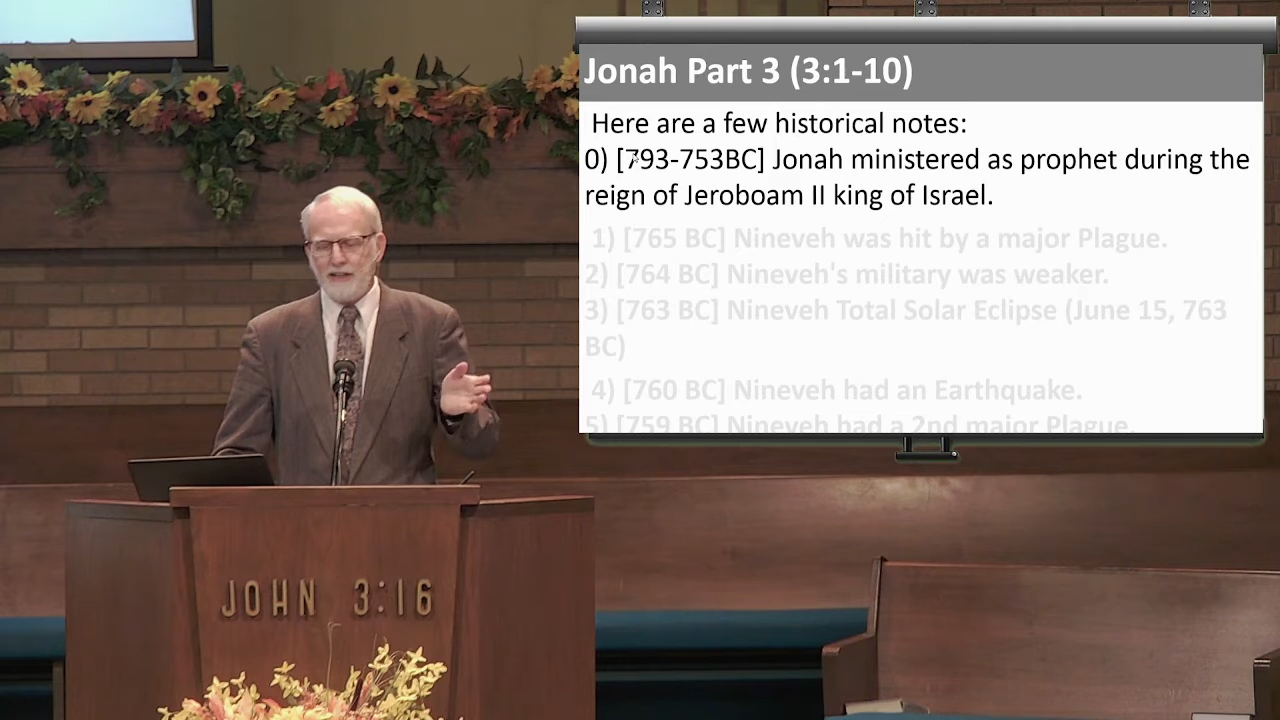 Jonah Part 3 (3:1-10)
Here are a few historical notes:
0) [793-753BC] Jonah ministered as prophet during the
reign of Jeroboam II king of Israel.
1) [765 BC] Nineveh was hit by a major Plague.
2) [764 BC] Nineveh's military was weaker.
3) [763 BC] Nineveh Total Solar Eclipse (June 15, 763
BC)
4) [760 BC] Nineveh had an Earthquake.
5) [759 BC] Nineveh had a 2nd major Plague.
JOHN 3:16